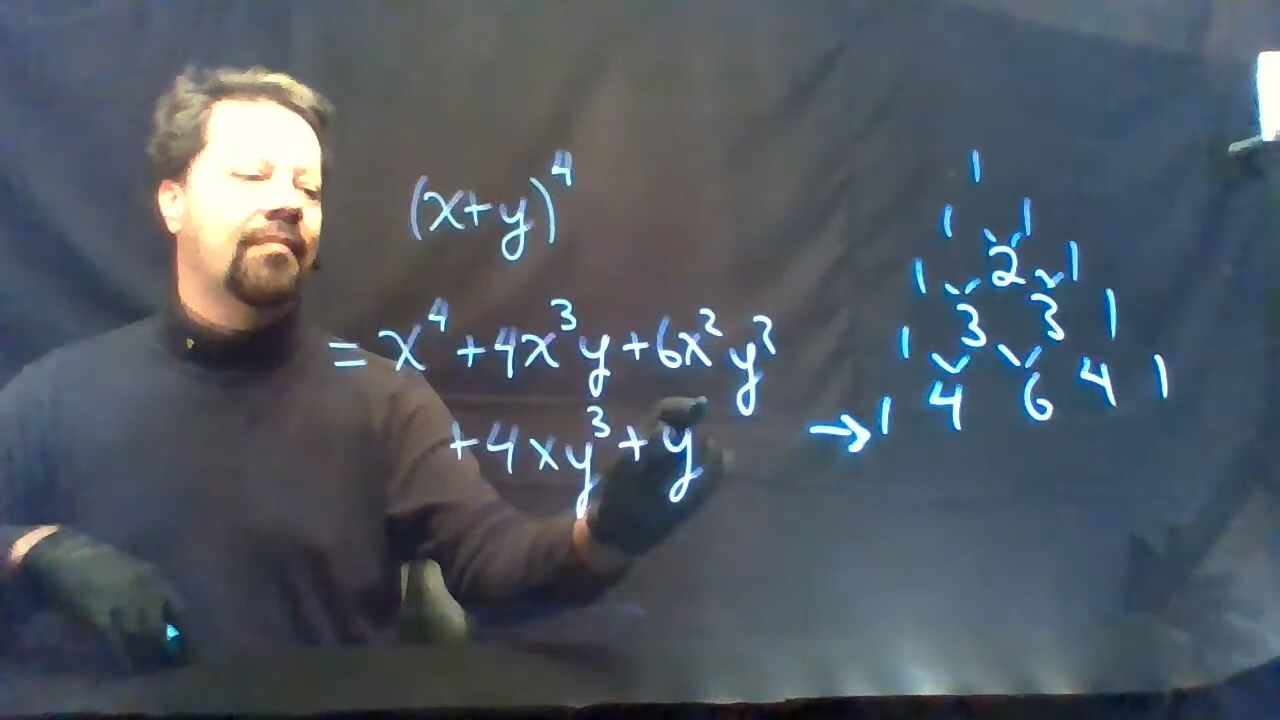 (x+y)^4
= x^4 + 4x^3y + 6x^2y^2
+ 4xy^3 + y
1
1 1
1 2 1
1 3 3 1
→ 1 4 6 4 1